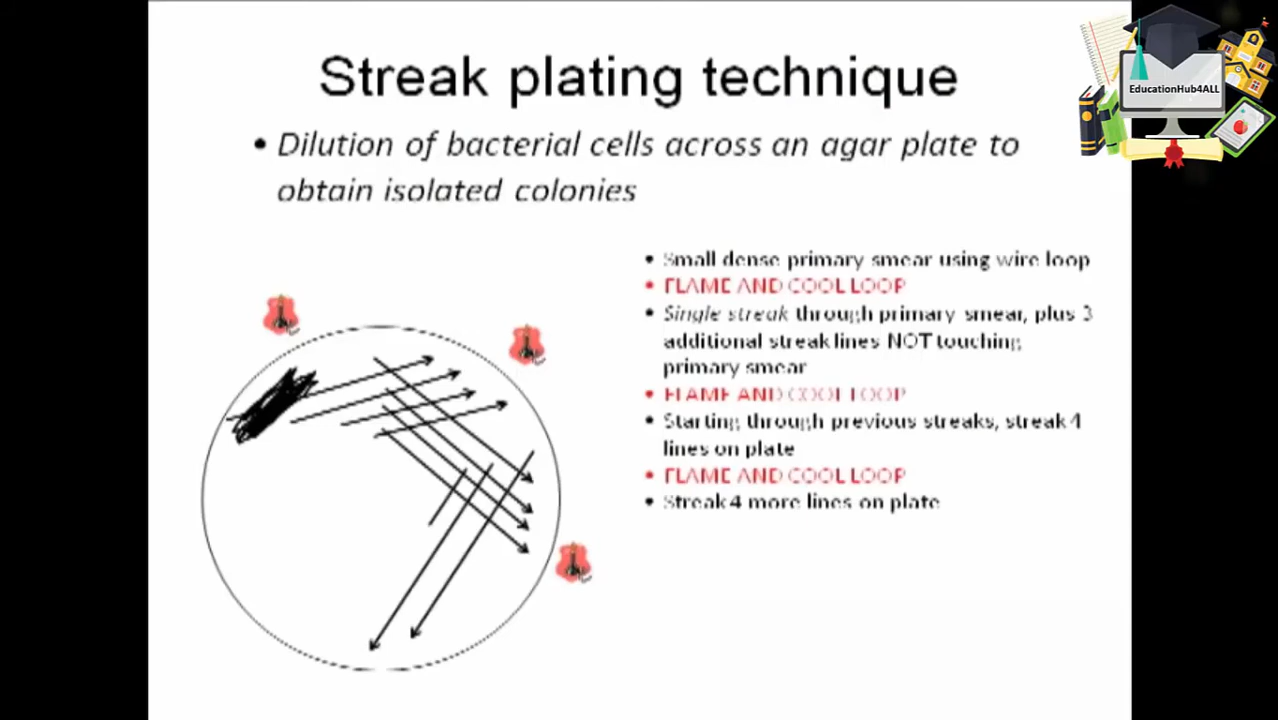 Streak plating technique
EducationHub4ALL
• Dilution of bacterial cells across an agar plate to
obtain isolated colonies
• Small dense primary smear using wire loop
• FLAME AND COOL LOOP
• Single streak through primary smear, plus 3
additional streak lines NOT touching
primary smear
• FLAME AND COOL LOOP
• Starting through previous streaks, streak 4
lines on plate
• FLAME AND COOL LOOP
• Streak 4 more lines on plate